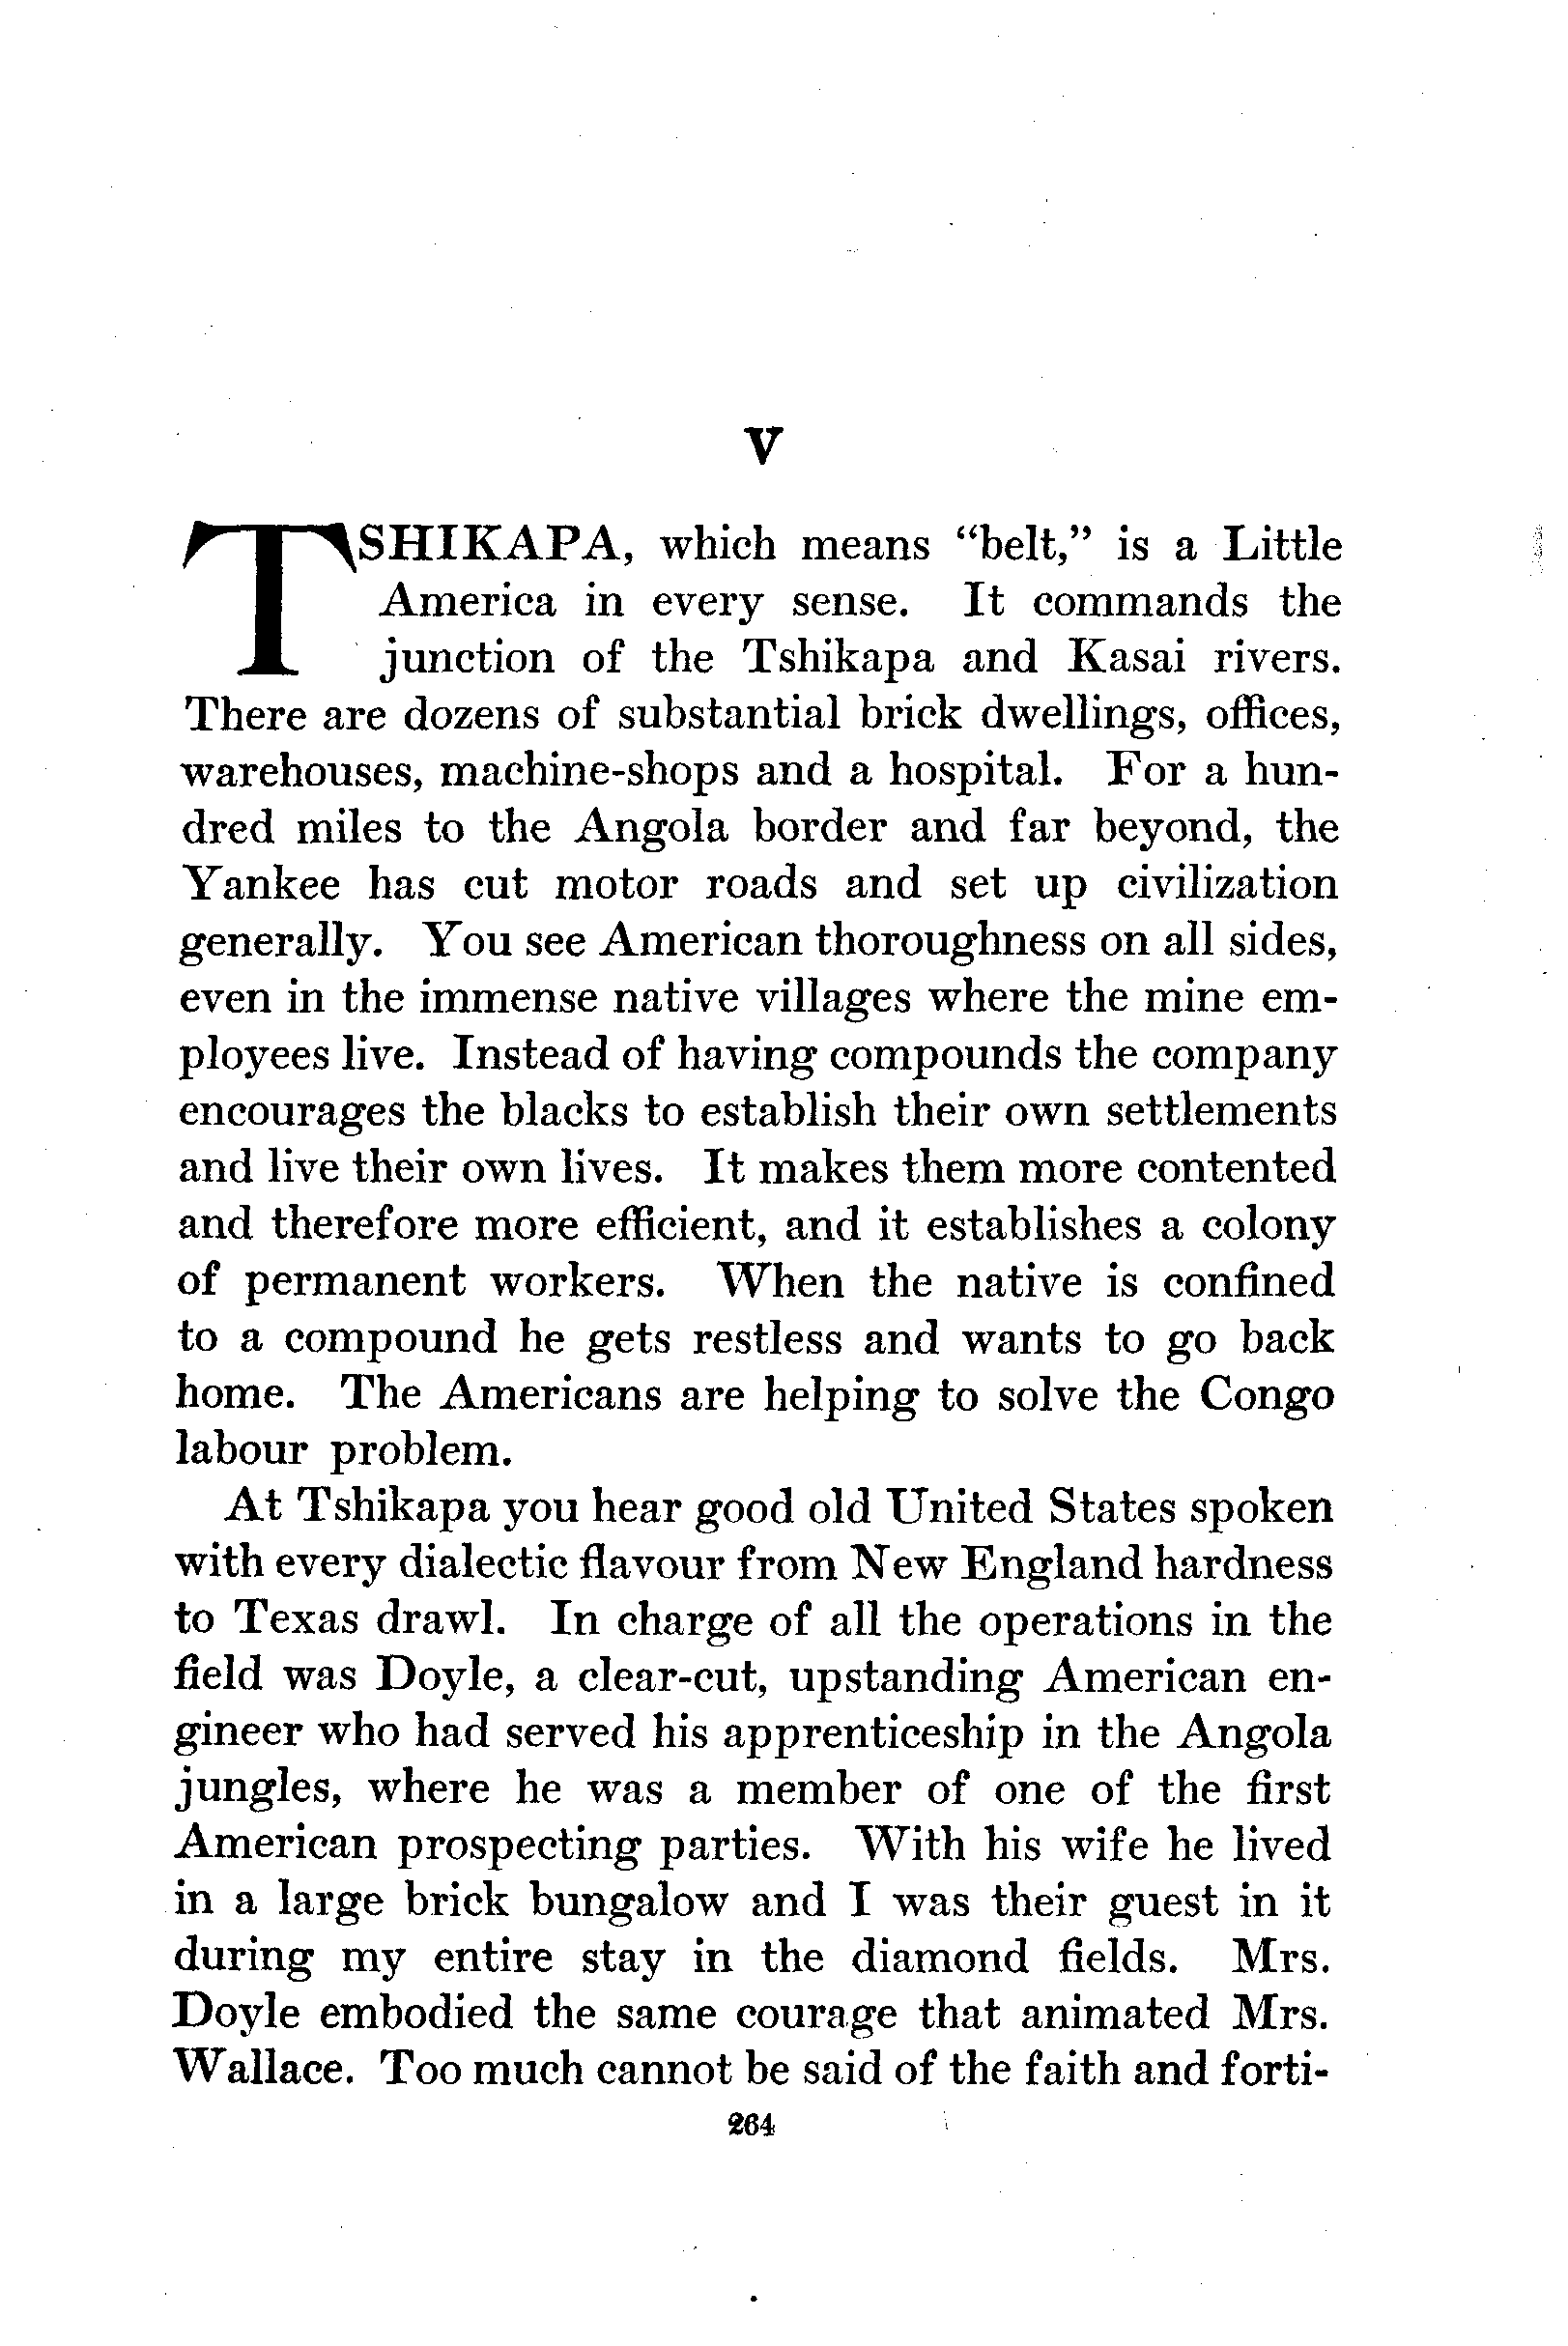 V
TSHIKAPA, which means “belt,” is a Little
America in every sense. It commands the
junction of the Tshikapa and Kasai rivers.
There are dozens of substantial brick dwellings, offices,
warehouses, machine-shops and a hospital. For a hun-
dred miles to the Angola border and far beyond, the
Yankee has cut motor roads and set up civilization
generally. You see American thoroughness on all sides,
even in the immense native villages where the mine em-
ployees live. Instead of having compounds the company
encourages the blacks to establish their own settlements
and live their own lives. It makes them more contented
and therefore more efficient, and it establishes a colony
of permanent workers. When the native is confined
to a compound he gets restless and wants to go back
home. The Americans are helping to solve the Congo
labour problem.
At Tshikapa you hear good old United States spoken
with every dialectic flavour from New England hardness
to Texas drawl. In charge of all the operations in the
field was Doyle, a clear-cut, upstanding American en-
gineer who had served his apprenticeship in the Angola
jungles, where he was a member of one of the first
American prospecting parties. With his wife he lived
in a large brick bungalow and I was their guest in it
during my entire stay in the diamond fields. Mrs.
Doyle embodied the same courage that animated Mrs.
Wallace. Too much cannot be said of the faith and forti-
264